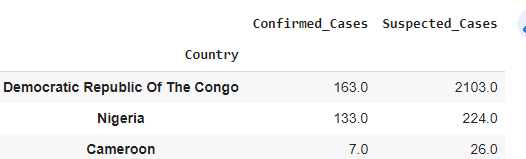 Confirmed_Cases Suspected_Cases
Country
Democratic Republic Of The Congo 163.0 2103.0
Nigeria 133.0 224.0
Cameroon 7.0 26.0